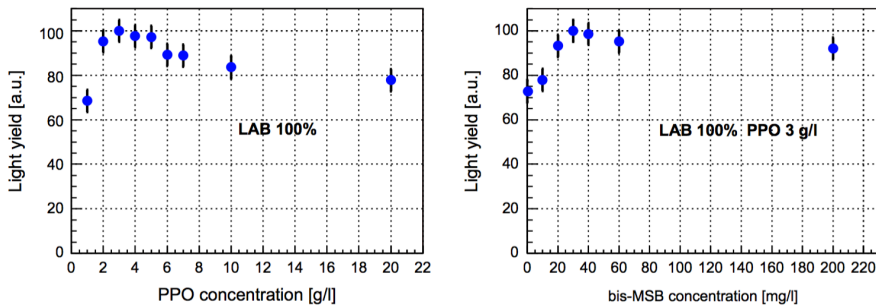 100
80
60
40
20
0
Light yield [a.u.]
LAB 100%
0 2 4 6 8 10 12 14 16 18 20 22
PPO concentration [g/l]
100
80
60
40
20
0
Light yield [a.u.]
LAB 100% PPO 3 g/l
0 20 40 60 80 100 120 140 160 180 200 220
bis-MSB concentration [mg/l]